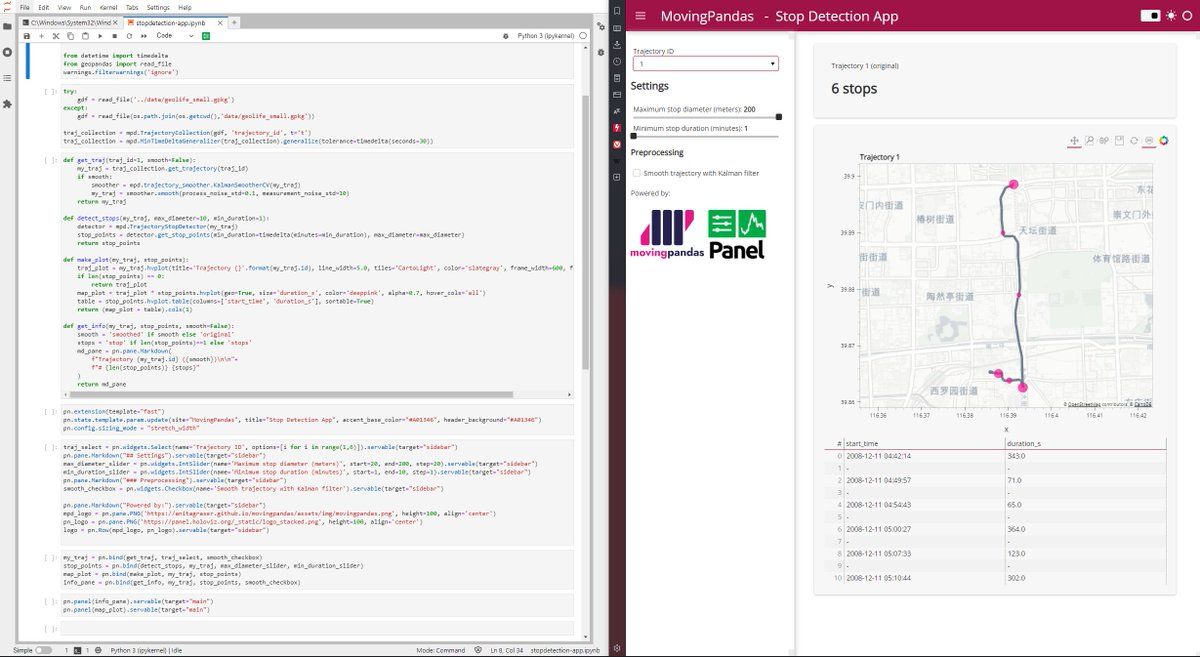 File Edit View Run Kernel Tabs Settings Help
C:\Windows\System32\Wind
stopdetection-app.ipynb
Code
Python 3 (ipykernel)
from datetime import timedelta
from geopandas import read_file
warnings.filterwarnings('ignore')
[ ]: try:
gdf = read_file('../data/geolife_small.gpkg')
except:
gdf = read_file(os.path.join(os.getcwd(),'data/geolife_small.gpkg'))
traj_collection = mpd.TrajectoryCollection(gdf, 'trajectory_id', t='t')
traj_collection = mpd.MinTimeDeltaGeneralizer(traj_collection).generalize(tolerance=timedelta(seconds=30))
[ ]: def get_traj(traj_id=1, smooth=False):
my_traj = traj_collection.get_trajectory(traj_id)
if smooth:
smoother = mpd.trajectory_smoother.KalmanSmootherCV(my_traj)
my_traj = smoother.smooth(process_noise_std=0.1, measurement_noise_std=10)
return my_traj
def detect_stops(my_traj, max_diameter=10, min_duration=1):
detector = mpd.TrajectoryStopDetector(my_traj)
stop_points = detector.get_stop_points(min_duration=timedelta(minutes=min_duration), max_diameter=max_diameter)
return stop_points
def make_plot(my_traj, stop_points):
traj_plot = my_traj.hvplot(title='Trajectory {}'.format(my_traj.id), line_width=5.0, tiles='CartoLight', color='slategray', frame_width=600, f
if len(stop_points) == 0:
return traj_plot
map_plot = traj_plot * stop_points.hvplot(geo=True, size='duration_s', color='deeppink', alpha=0.7, hover_cols='all')
table = stop_points.hvplot.table(columns=['start_time', 'duration_s'], sortable=True)
return (map_plot + table).cols(1)
def get_info(my_traj, stop_points, smooth=False):
smooth = 'smoothed' if smooth else 'original'
stops = 'stop' if len(stop_points)==1 else 'stops'
md_pane = pn.pane.Markdown(
f"Trajectory {my_traj.id} ({smooth})\n\n"+
f"# {len(stop_points)} {stops}"
)
return md_pane
[ ]: pn.extension(template="fast")
pn.state.template.param.update(site="MovingPandas", title="Stop Detection App", accent_base_color="#A01346", header_background="#A01346")
pn.config.sizing_mode = "stretch_width"
[ ]: traj_select = pn.widgets.Select(name='Trajectory ID', options=[i for i in range(1,6)]).servable(target="sidebar")
pn.pane.Markdown("## Settings").servable(target="sidebar")
max_diameter_slider = pn.widgets.IntSlider(name='Maximum stop diameter (meters)', start=20, end=200, step=20).servable(target="sidebar")
min_duration_slider = pn.widgets.IntSlider(name='Minimum stop duration (minutes)', start=1, end=10, step=1).servable(target="sidebar")
pn.pane.Markdown("### Preprocessing").servable(target="sidebar")
smooth_checkbox = pn.widgets.Checkbox(name='Smooth trajectory with Kalman filter').servable(target="sidebar")
pn.pane.Markdown("Powered by:").servable(target="sidebar")
mpd_logo = pn.pane.PNG('https://anitagraser.github.io/movingpandas/assets/img/movingpandas.png', height=100, align='center')
pn_logo = pn.pane.PNG('https://panel.holoviz.org/_static/logo_stacked.png', height=100, align='center')
logo = pn.Row(mpd_logo, pn_logo).servable(target="sidebar")
[ ]: my_traj = pn.bind(get_traj, traj_select, smooth_checkbox)
stop_points = pn.bind(detect_stops, my_traj, max_diameter_slider, min_duration_slider)
map_plot = pn.bind(make_plot, my_traj, stop_points)
info_pane = pn.bind(get_info, my_traj, stop_points, smooth_checkbox)
[ ]: pn.panel(info_pane).servable(target="main")
pn.panel(map_plot).servable(target="main")
[ ]:
Simple 1 1 Python 3 (ipykernel) | Idle Mode: Command Ln 8, Col 34 stopdetection-app.ipynb
MovingPandas - Stop Detection App
Trajectory ID
1
Settings
Maximum stop diameter (meters): 200
Minimum stop duration (minutes): 1
Preprocessing
Smooth trajectory with Kalman filter
Powered by:
movingpandas
Panel
Trajectory 1 (original)
6 stops
Trajectory 1
39.9
39.89
39.88
39.87
39.86
y
东花
安门内街道
椿树街道
崇文门外
天坛街道
街街道
体育馆路街道
街道
陶然亭街道
西罗园街道
© OpenStreetMap contributors, © CartoDB
116.36 116.37 116.38 116.39 116.4 116.41 116.42
x
# start_time duration_s
0 2008-12-11 04:42:14 343.0
1 - -
2 2008-12-11 04:49:57 71.0
3 - -
4 2008-12-11 04:54:43 65.0
5 - -
6 2008-12-11 05:00:27 364.0
7 - -
8 2008-12-11 05:07:33 123.0
9 - -
10 2008-12-11 05:10:44 302.0